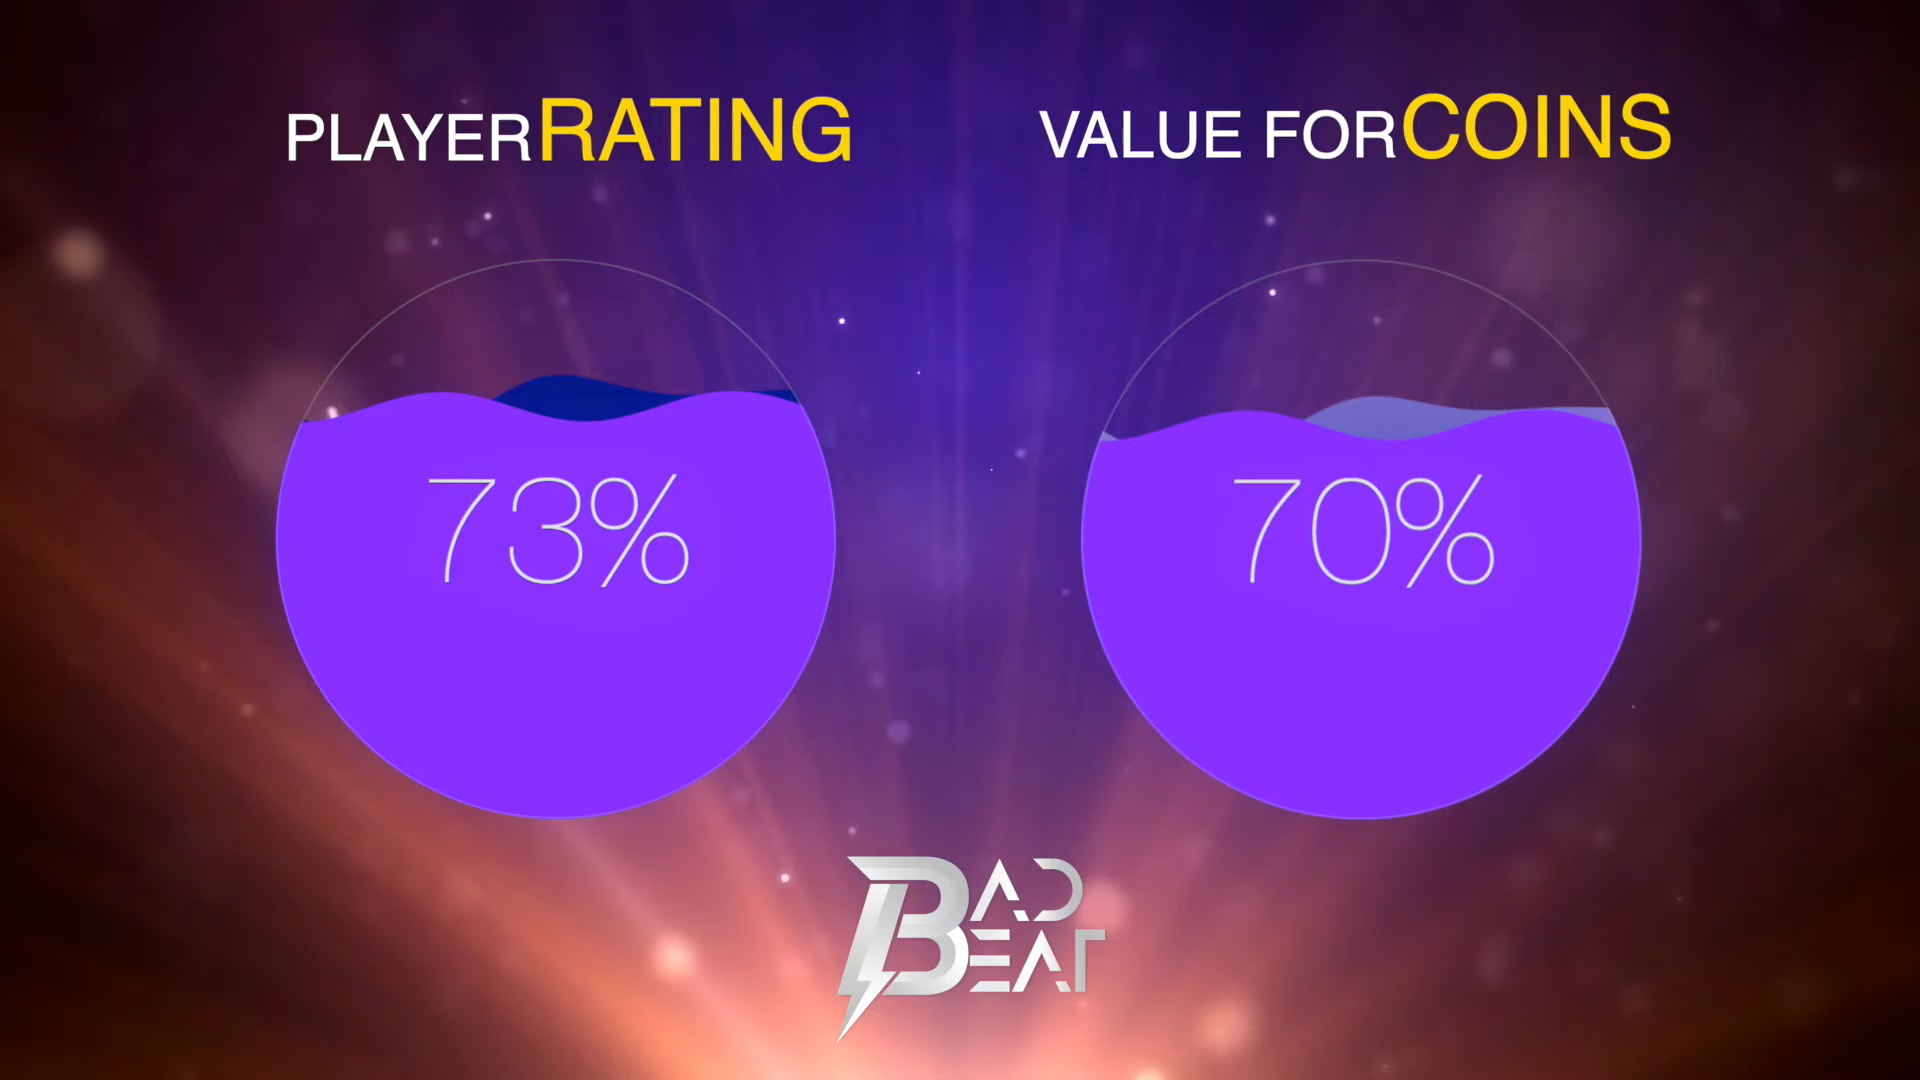 PLAYER RATING
VALUE FOR COINS
73%
70%
BAD
BEAT